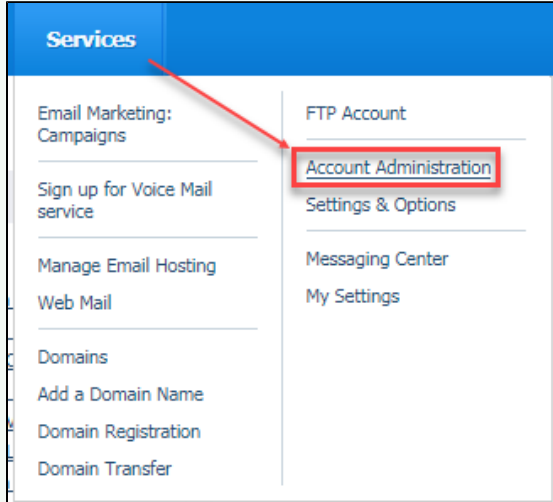 Services
Email Marketing:
Campaigns
Sign up for Voice Mail
service
Manage Email Hosting
Web Mail
Domains
Add a Domain Name
Domain Registration
Domain Transfer
FTP Account
Account Administration
Settings & Options
Messaging Center
My Settings